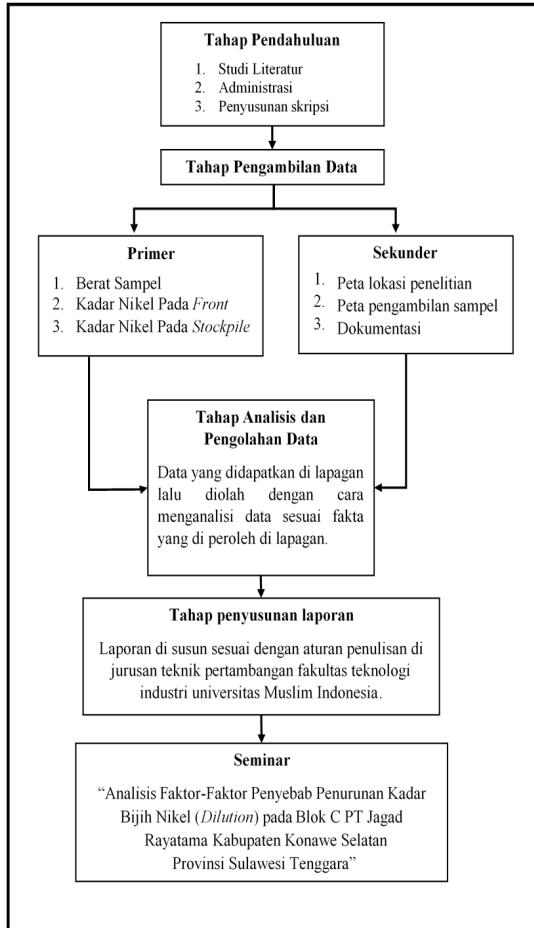 Tahap Pendahuluan
1. Studi Literatur
2. Administrasi
3. Penyusunan skripsi
Tahap Pengambilan Data
Primer
1. Berat Sampel
2. Kadar Nikel Pada Front
3. Kadar Nikel Pada Stockpile
Sekunder
1. Peta lokasi penelitian
2. Peta pengambilan sampel
3. Dokumentasi
Tahap Analisis dan
Pengolahan Data
Data yang didapatkan di lapagan
lalu diolah dengan cara
menganalisi data sesuai fakta
yang di peroleh di lapagan.
Tahap penyusunan laporan
Laporan di susun sesuai dengan aturan penulisan di
jurusan teknik pertambangan fakultas teknologi
industri universitas Muslim Indonesia.
Seminar
“Analisis Faktor-Faktor Penyebab Penurunan Kadar
Bijih Nikel (Dilution) pada Blok C PT Jagad
Rayatama Kabupaten Konawe Selatan
Provinsi Sulawesi Tenggara”